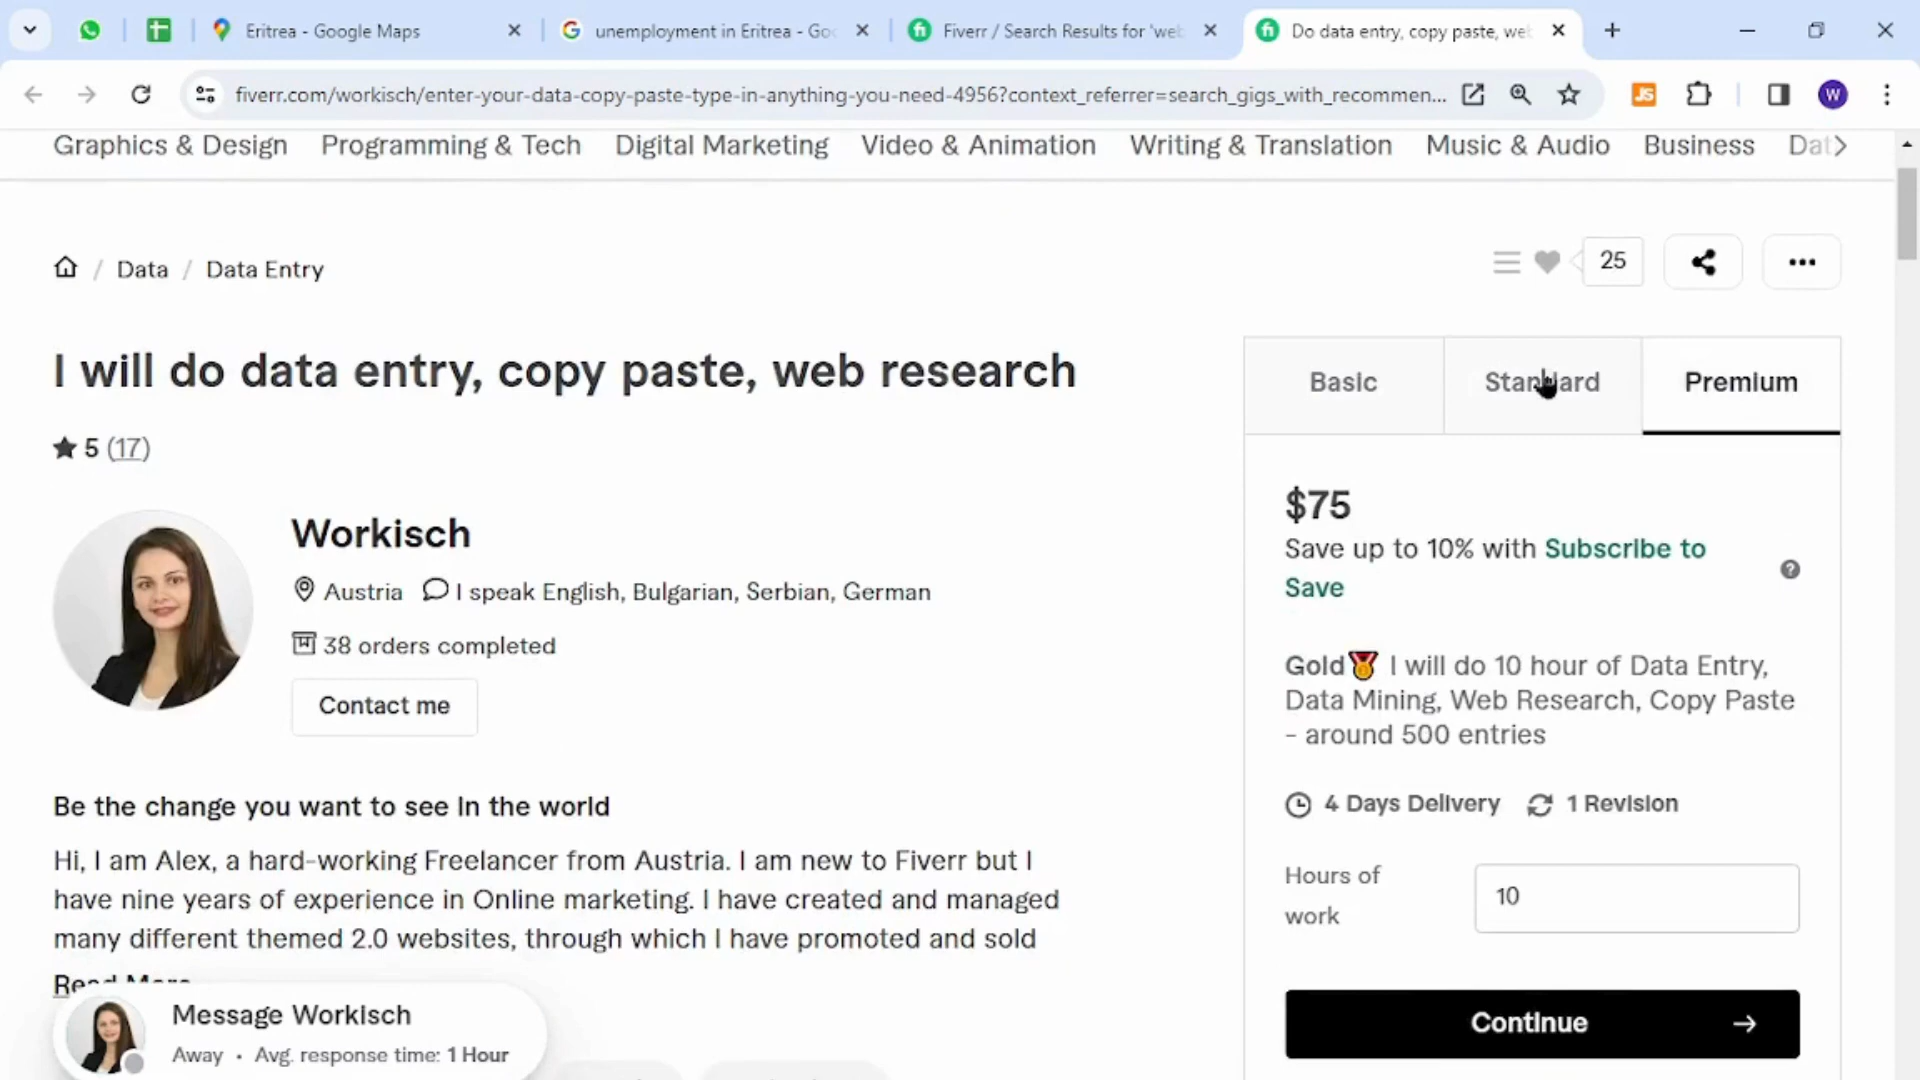 Eritrea - Google Maps
unemployment in Eritrea - Goo
Fiverr / Search Results for 'web
Do data entry, copy paste, web
fiverr.com/workisch/enter-your-data-copy-paste-type-in-anything-you-need-4956?context_referrer=search_gigs_with_recommen...
JS
W
Graphics & Design Programming & Tech Digital Marketing Video & Animation Writing & Translation Music & Audio Business Dat
/ Data / Data Entry
25
I will do data entry, copy paste, web research
5 (17)
Workisch
Austria I speak English, Bulgarian, Serbian, German
38 orders completed
Contact me
Be the change you want to see in the world
Hi, I am Alex, a hard-working Freelancer from Austria. I am new to Fiverr but I
have nine years of experience in Online marketing. I have created and managed
many different themed 2.0 websites, through which I have promoted and sold
Read More
Message Workisch
Away • Avg. response time: 1 Hour
Basic Standard Premium
$75
Save up to 10% with Subscribe to
Save
Gold🏅 I will do 10 hour of Data Entry,
Data Mining, Web Research, Copy Paste
- around 500 entries
4 Days Delivery 1 Revision
Hours of
work
10
Continue →